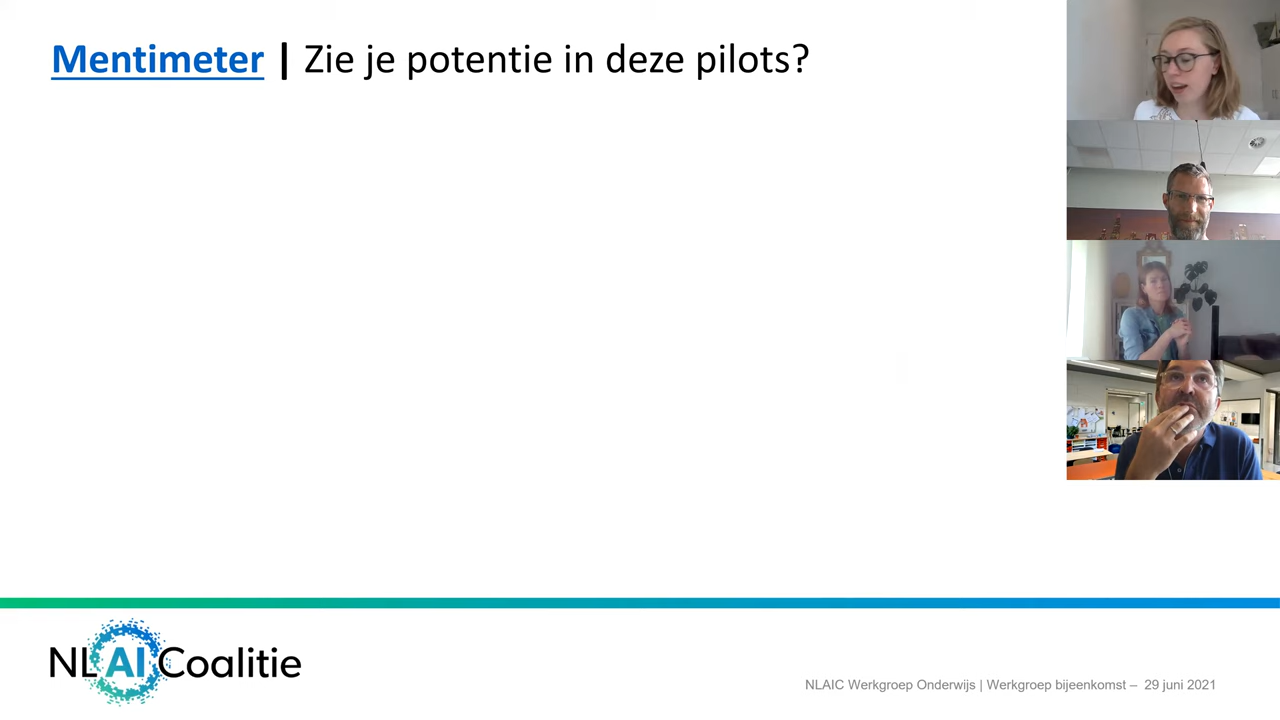 Mentimeter | Zie je potentie in deze pilots?
NL AI Coalitie
NLAIC Werkgroep Onderwijs | Werkgroep bijeenkomst – 29 juni 2021